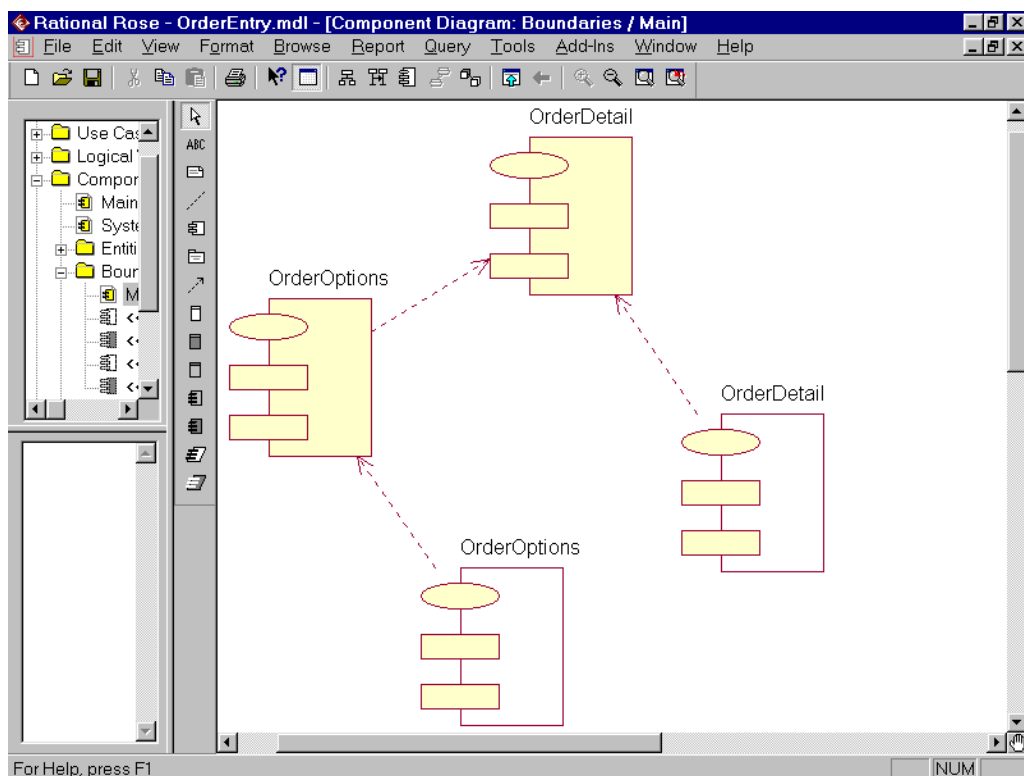 Rational Rose - OrderEntry.mdl - [Component Diagram: Boundaries / Main]
File Edit View Format Browse Report Query Tools Add-Ins Window Help
ABC
Use Cas
Logical
Compor
Main
Syste
Entiti
Bour
M
<
<
<
<
OrderDetail
OrderOptions
OrderDetail
OrderOptions
For Help, press F1
NUM